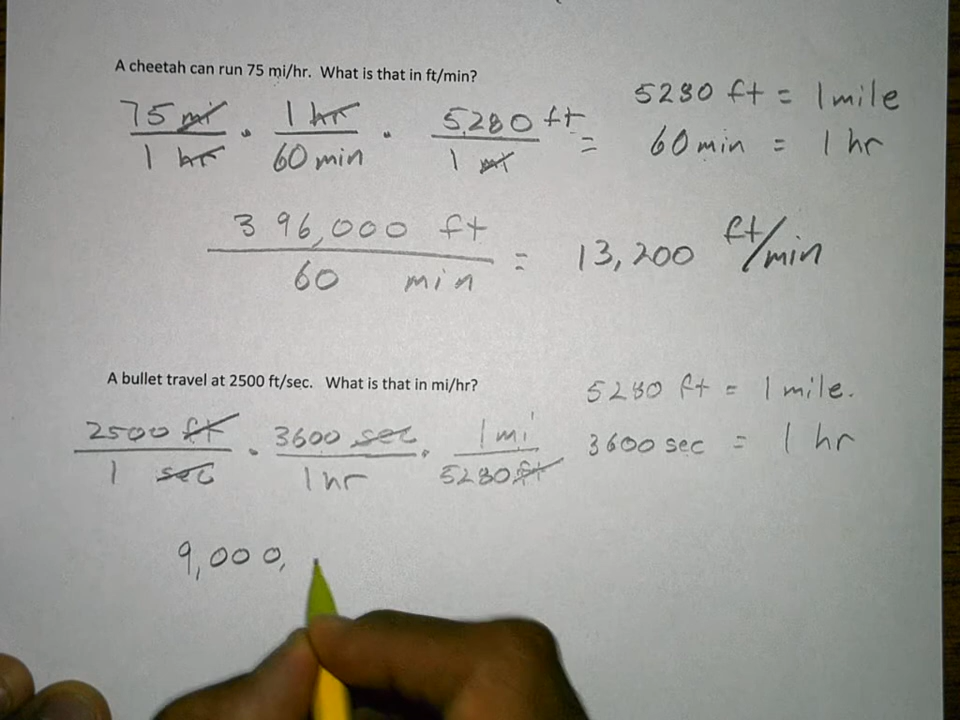 A cheetah can run 75 mi/hr. What is that in ft/min?
75 mi / 1 hr · 1 hr / 60 min · 5,280 ft / 1 mi =
5280 ft = 1 mile
60 min = 1 hr
396,000 ft / 60 min = 13,200 ft/min
A bullet travel at 2500 ft/sec. What is that in mi/hr?
2500 ft / 1 sec · 3600 sec / 1 hr · 1 mi / 5280 ft
5280 ft = 1 mile.
3600 sec = 1 hr
9,000,